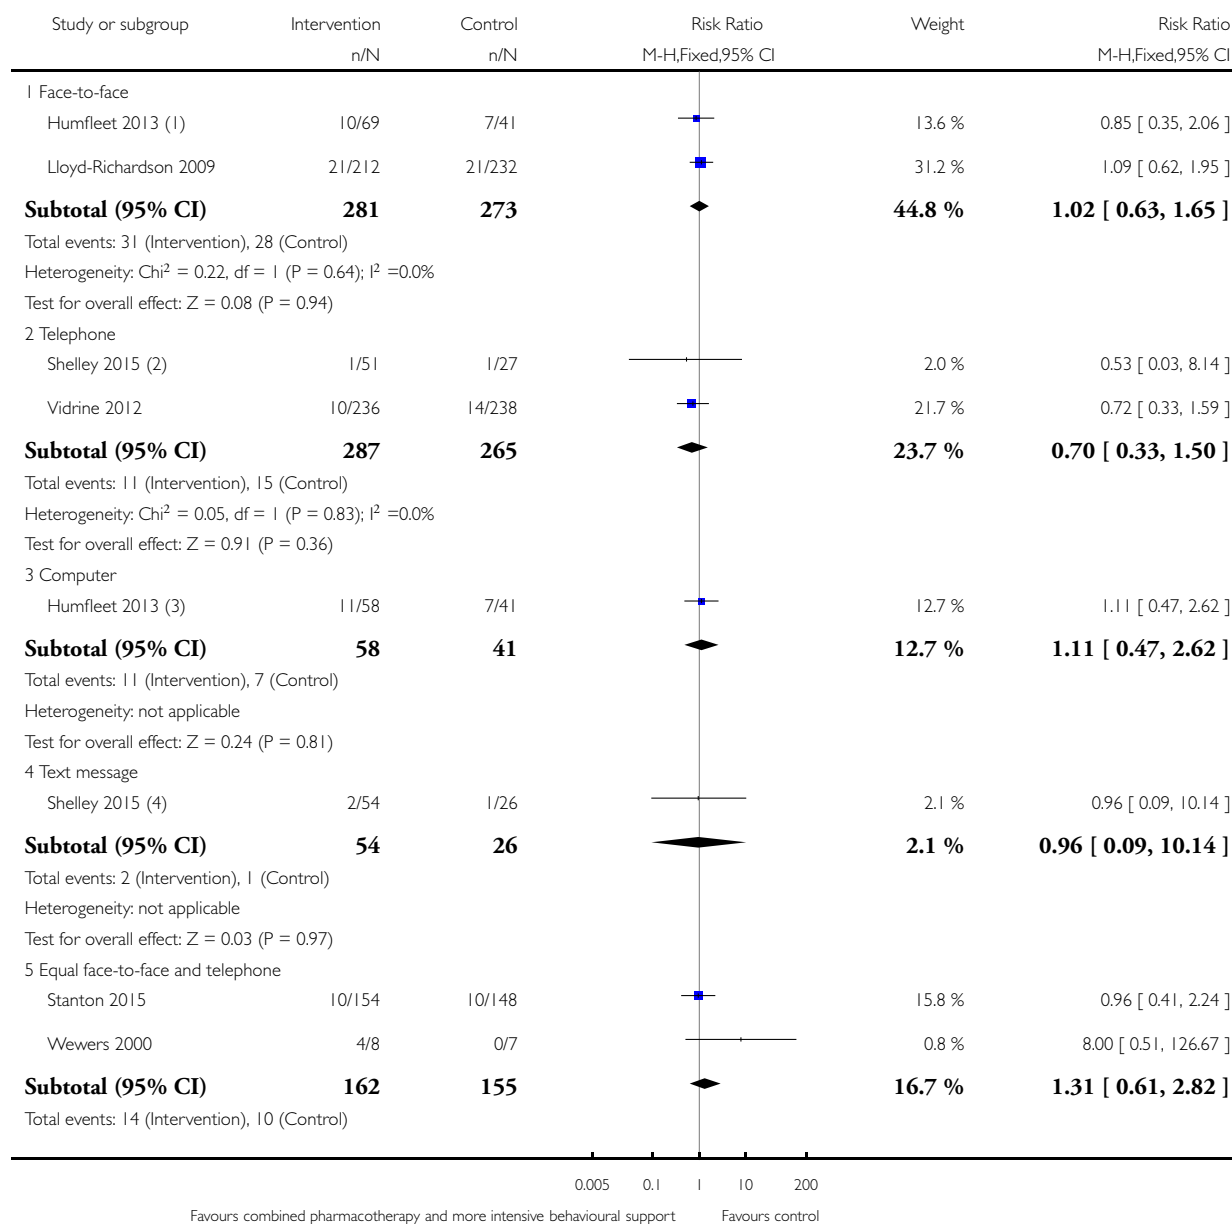 Study or subgroup Intervention Control Risk Ratio Weight Risk Ratio
n/N n/N M-H,Fixed,95% CI M-H,Fixed,95% CI
1 Face-to-face
Humfleet 2013 (1) 10/69 7/41 13.6 % 0.85 [ 0.35, 2.06 ]
Lloyd-Richardson 2009 21/212 21/232 31.2 % 1.09 [ 0.62, 1.95 ]
Subtotal (95% CI) 281 273 44.8 % 1.02 [ 0.63, 1.65 ]
Total events: 31 (Intervention), 28 (Control)
Heterogeneity: Chi² = 0.22, df = 1 (P = 0.64); I² =0.0%
Test for overall effect: Z = 0.08 (P = 0.94)
2 Telephone
Shelley 2015 (2) 1/51 1/27 2.0 % 0.53 [ 0.03, 8.14 ]
Vidrine 2012 10/236 14/238 21.7 % 0.72 [ 0.33, 1.59 ]
Subtotal (95% CI) 287 265 23.7 % 0.70 [ 0.33, 1.50 ]
Total events: 11 (Intervention), 15 (Control)
Heterogeneity: Chi² = 0.05, df = 1 (P = 0.83); I² =0.0%
Test for overall effect: Z = 0.91 (P = 0.36)
3 Computer
Humfleet 2013 (3) 11/58 7/41 12.7 % 1.11 [ 0.47, 2.62 ]
Subtotal (95% CI) 58 41 12.7 % 1.11 [ 0.47, 2.62 ]
Total events: 11 (Intervention), 7 (Control)
Heterogeneity: not applicable
Test for overall effect: Z = 0.24 (P = 0.81)
4 Text message
Shelley 2015 (4) 2/54 1/26 2.1 % 0.96 [ 0.09, 10.14 ]
Subtotal (95% CI) 54 26 2.1 % 0.96 [ 0.09, 10.14 ]
Total events: 2 (Intervention), 1 (Control)
Heterogeneity: not applicable
Test for overall effect: Z = 0.03 (P = 0.97)
5 Equal face-to-face and telephone
Stanton 2015 10/154 10/148 15.8 % 0.96 [ 0.41, 2.24 ]
Wewers 2000 4/8 0/7 0.8 % 8.00 [ 0.51, 126.67 ]
Subtotal (95% CI) 162 155 16.7 % 1.31 [ 0.61, 2.82 ]
Total events: 14 (Intervention), 10 (Control)
0.005 0.1 1 10 200
Favours combined pharmacotherapy and more intensive behavioural support Favours control